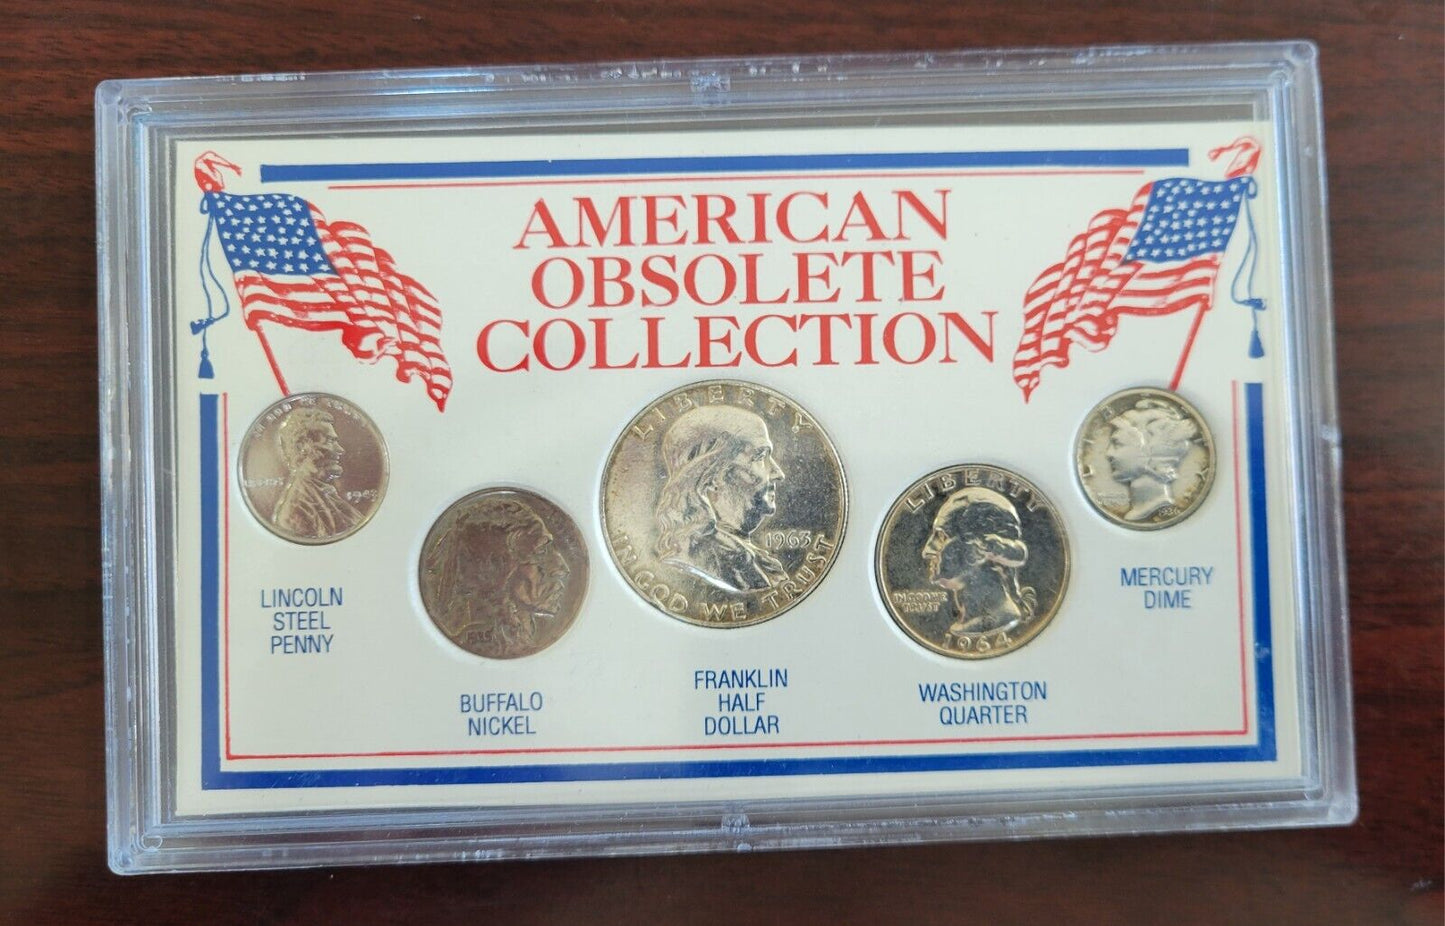 AMERICAN
OBSOLETE
COLLECTION
LINCOLN
STEEL
PENNY
BUFFALO
NICKEL
FRANKLIN
HALF
DOLLAR
WASHINGTON
QUARTER
MERCURY
DIME
LIBERTY
1943
LIBERTY
1963
IN GOD WE TRUST
LIBERTY
IN GOD WE
TRUST
1964